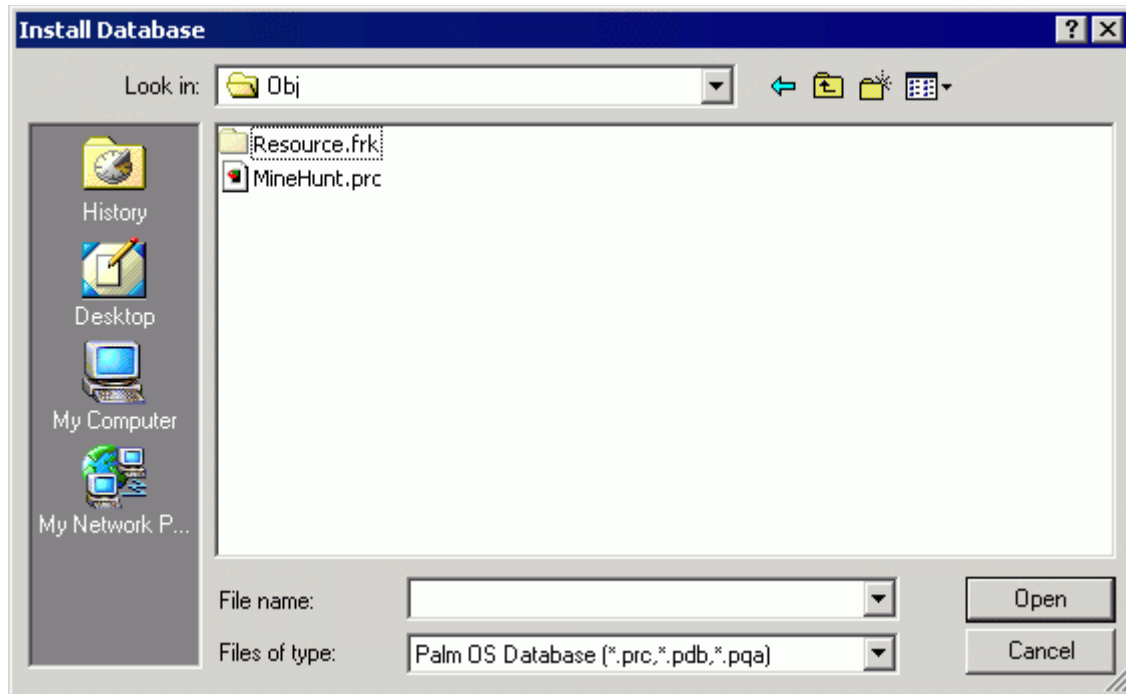 Install Database
Look in: Obj
Resource.frk
MineHunt.prc
History
Desktop
My Computer
My Network P...
File name: Open
Files of type: Palm OS Database (*.prc,*.pdb,*.pqa) Cancel